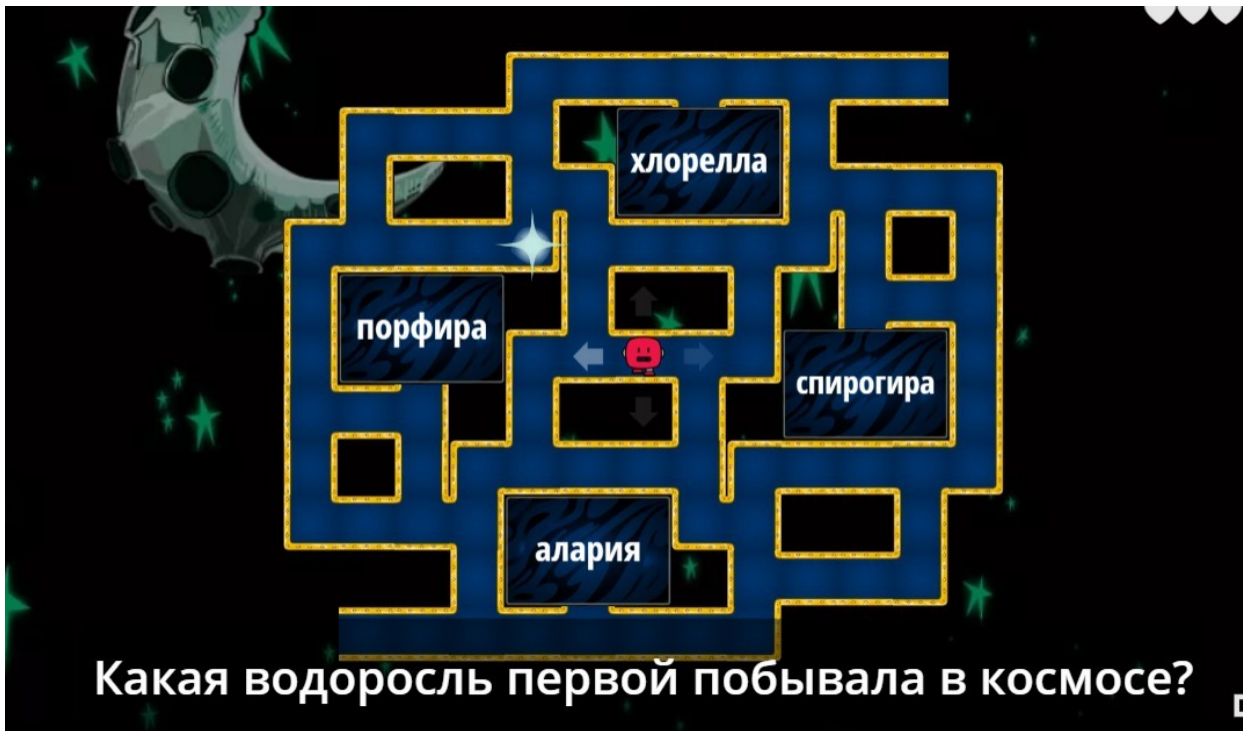 хлорелла
порфира
спирогира
алария
Какая водоросль первой побывала в космосе?